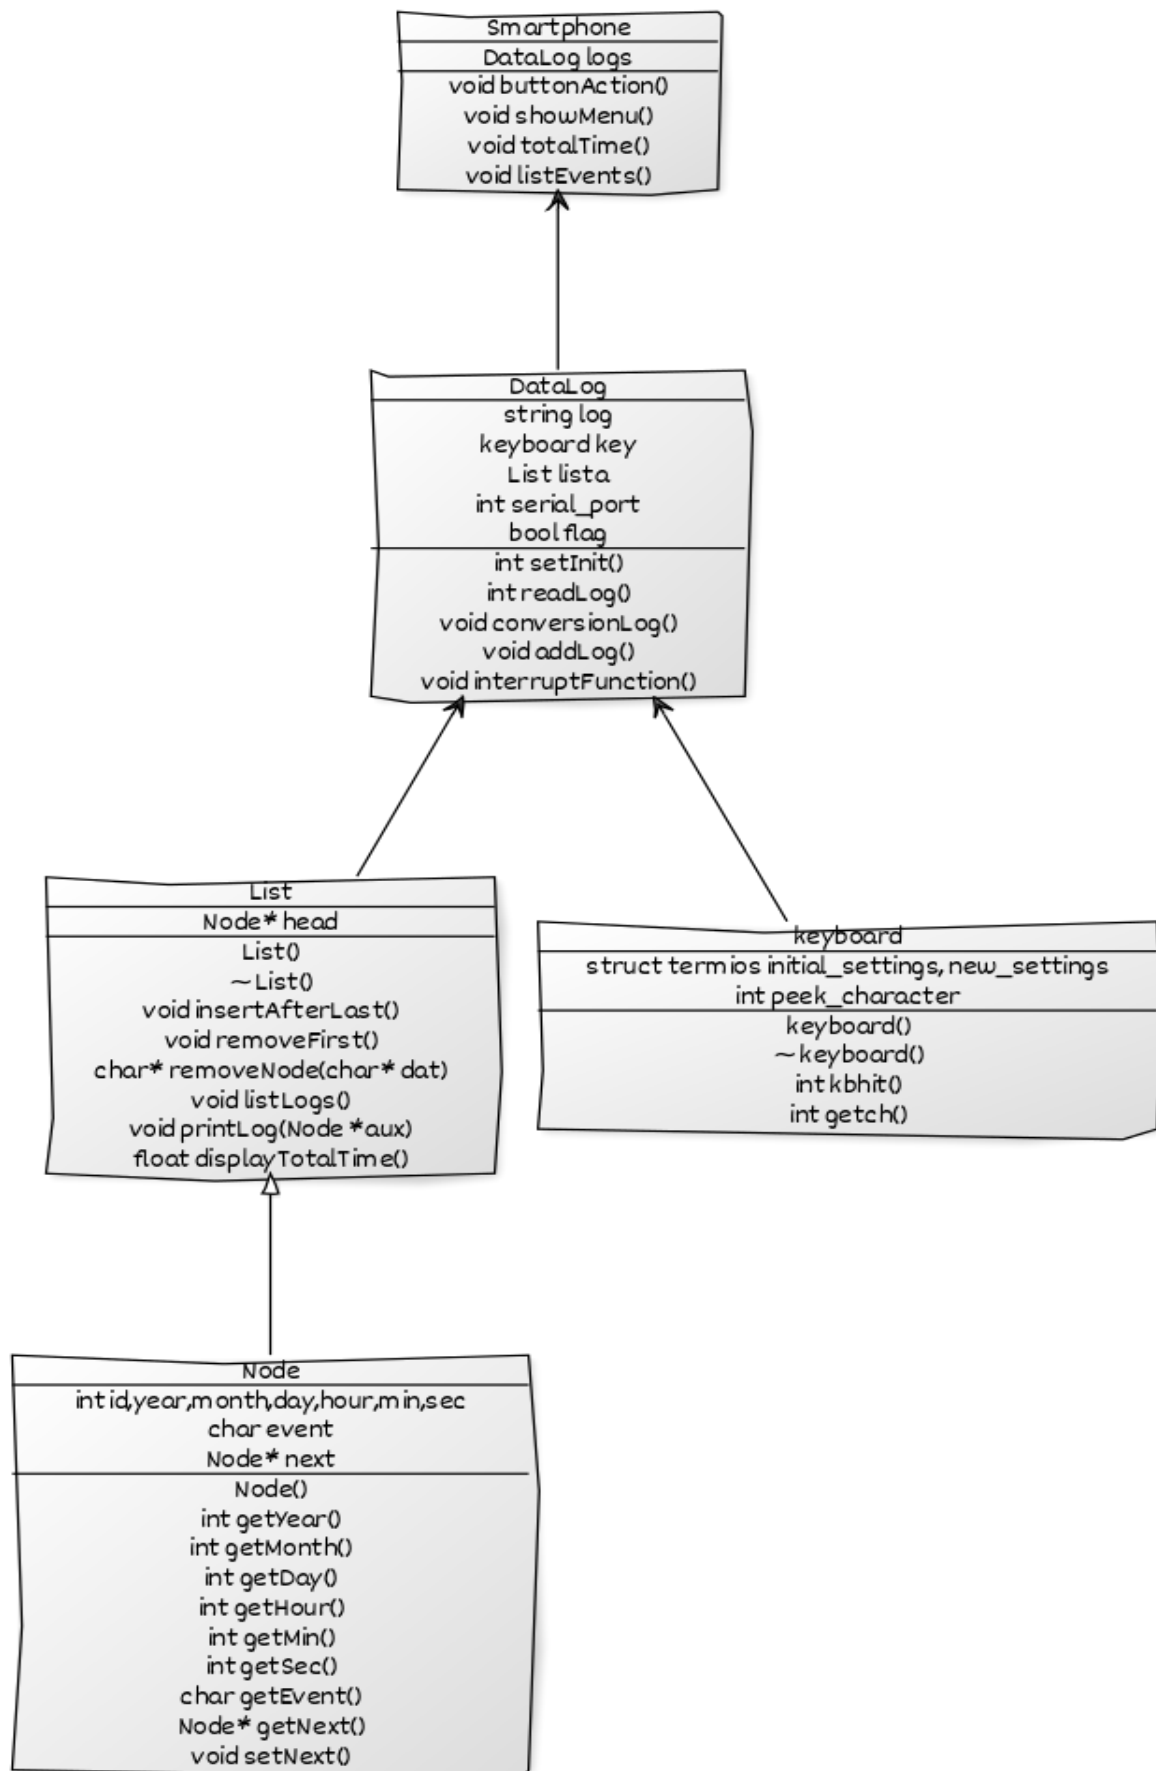 Smartphone
DataLog logs
void buttonAction()
void showMenu()
void totalTime()
void listEvents()
DataLog
string log
keyboard key
List lista
int serial_port
bool flag
int setInit()
int readLog()
void conversionLog()
void addLog()
void interruptFunction()
List
Node* head
List()
~List()
void insertAfterLast()
void removeFirst()
char* removeNode(char* dat)
void listLogs()
void printLog(Node *aux)
float displayTotalTime()
keyboard
struct termios initial_settings, new_settings
int peek_character
keyboard()
~keyboard()
int kbhit()
int getch()
Node
int id,year,month,day,hour,min,sec
char event
Node* next
Node()
int getYear()
int getMonth()
int getDay()
int getHour()
int getMin()
int getSec()
char getEvent()
Node* getNext()
void setNext()